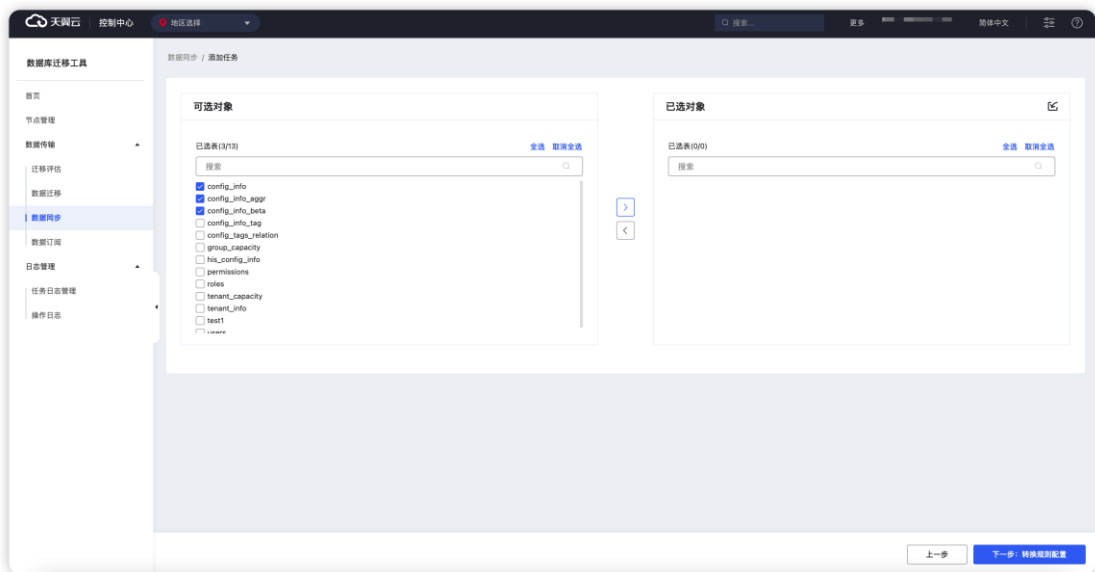 天翼云 控制中心 地区选择 搜索... 更多 简体中文
数据库迁移工具
首页
节点管理
数据传输
迁移评估
数据迁移
数据同步
数据订阅
日志管理
任务日志管理
操作日志
数据同步 / 添加任务
可选对象
已选表(3/13) 全选 取消全选
搜索
config_info
config_info_aggr
config_info_beta
config_info_tag
config_tags_relation
group_capacity
his_config_info
permissions
roles
tenant_capacity
tenant_info
test1
users
已选对象
已选表(0/0) 全选 取消全选
搜索
上一步 下一步：转换规则配置